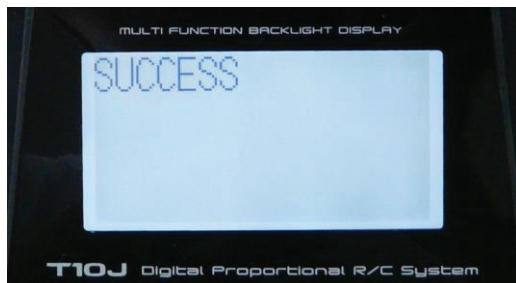 MULTI FUNCTION BACKLIGHT DISPLAY
SUCCESS
T10J Digital Proportional R/C System